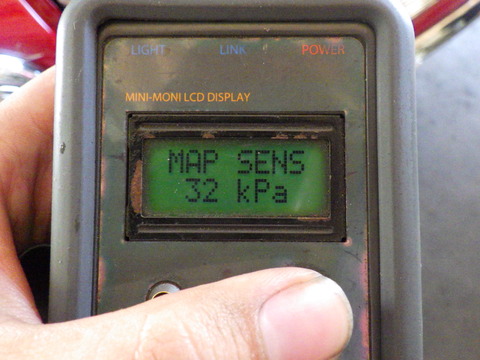 LIGHT LINK POWER
MINI-MONI LCD DISPLAY
MAP SENS
32 kPa